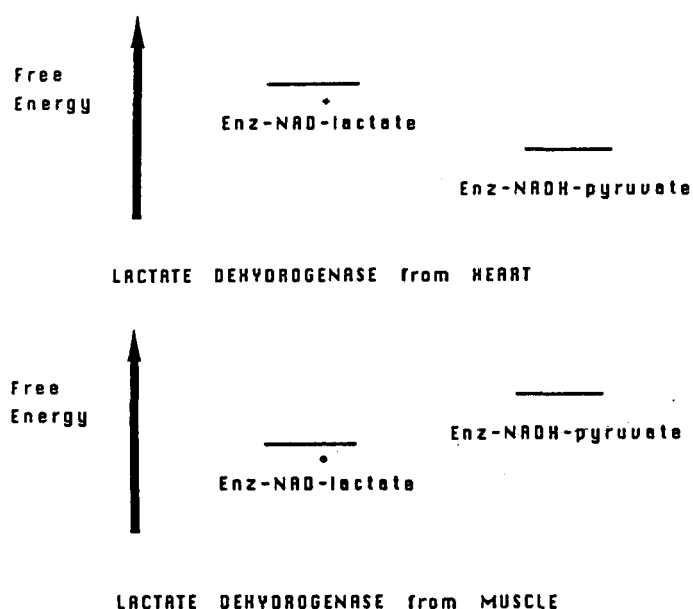 Free
Energy
+
Enz-NAD-lactate
Enz-NADH-pyruvate
LACTATE DEHYDROGENASE from HEART
Free
Energy
Enz-NADH-pyruvate
+
Enz-NAD-lactate
LACTATE DEHYDROGENASE from MUSCLE